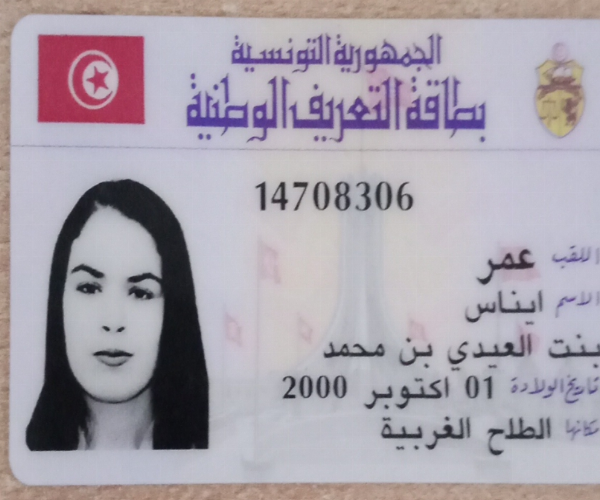 الجمهورية التونسية
بطاقة التعريف الوطنية
14708306
اللقب عمر
الاسم ايناس
بنت العيدي بن محمد
تاريخ الولادة 01 اكتوبر 2000
مكانها الطلاح الغربية